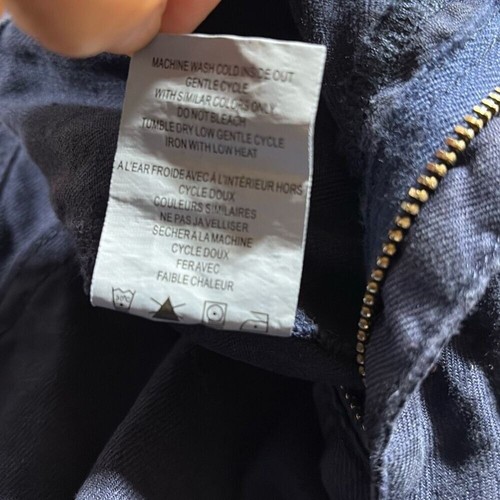 MACHINE WASH COLD INSIDE OUT
GENTLE CYCLE
WITH SIMILAR COLORS ONLY
DO NOT BLEACH
TUMBLE DRY LOW GENTLE CYCLE
IRON WITH LOW HEAT
A L'EAR FROIDE AVEC À L'INTÉRIEUR HORS
CYCLE DOUX
COULEURS SIMILAIRES
NE PAS JAVELLISER
SECHER A LA MACHINE
CYCLE DOUX
FER AVEC
FAIBLE CHALEUR